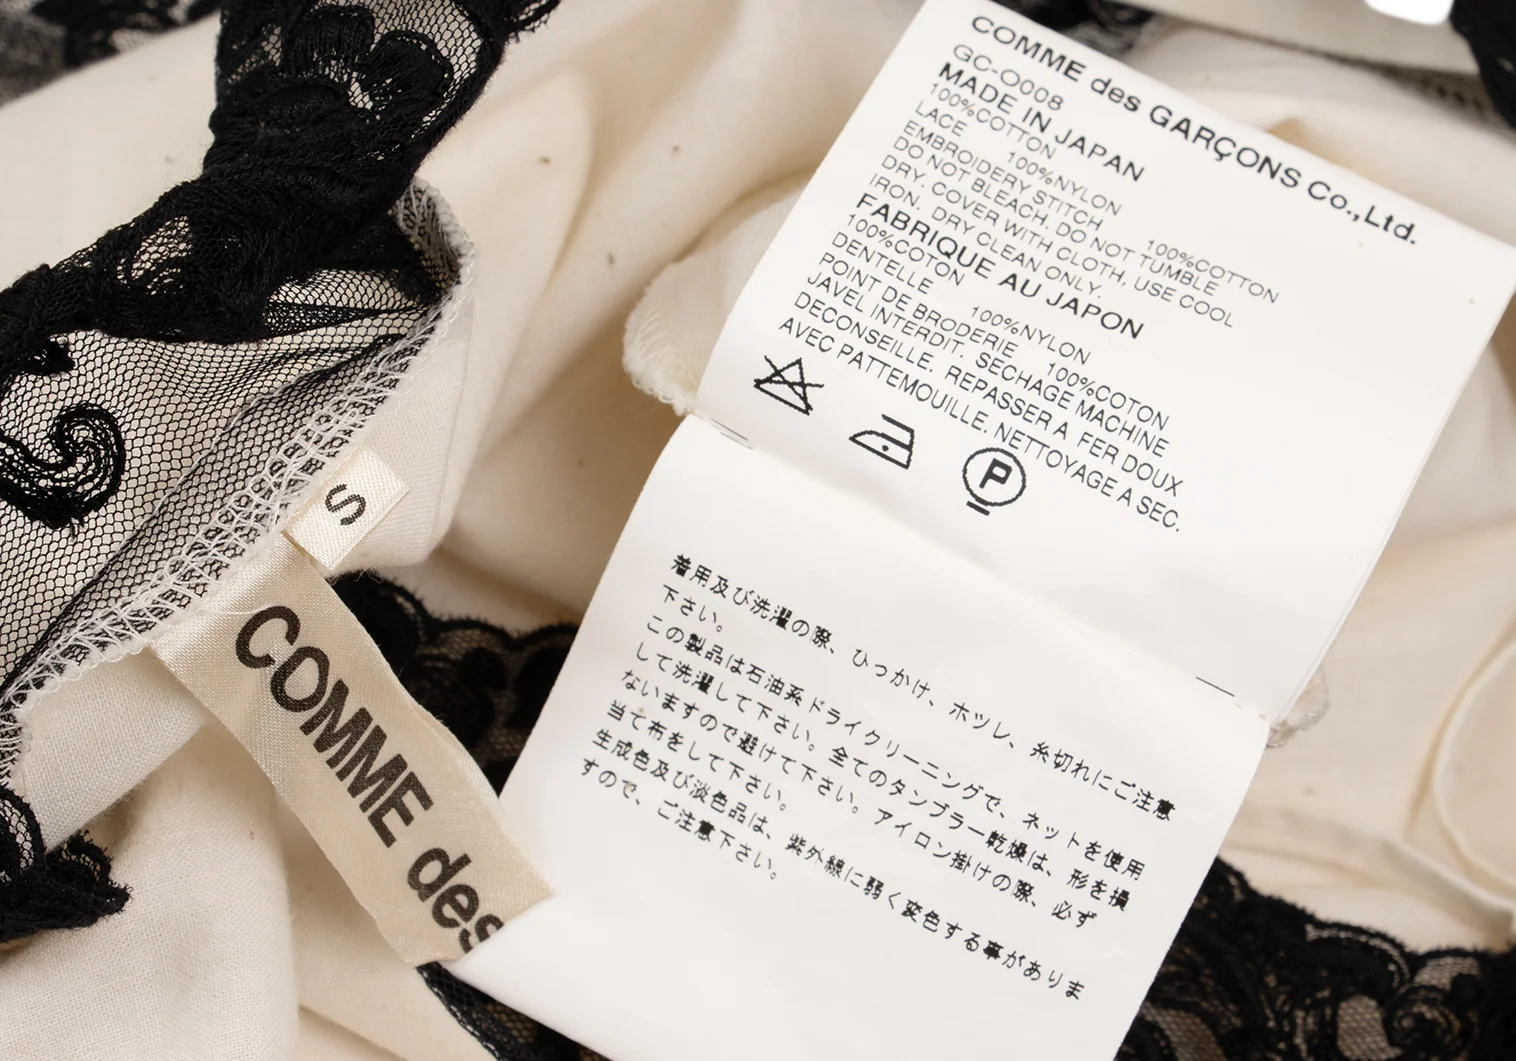 COMME des GARÇONS Co.,Ltd.
GC-O008
MADE IN JAPAN
100%COTTON
LACE 100%NYLON
EMBROIDERY STITCH 100%COTTON
DO NOT BLEACH, DO NOT TUMBLE
DRY. COVER WITH CLOTH, USE COOL
IRON. DRY CLEAN ONLY.
FABRIQUE AU JAPON
100%COTON
DENTELLE 100%NYLON
POINT DE BRODERIE 100%COTON
JAVEL INTERDIT. SECHAGE MACHINE
DECONSEILLE. REPASSER A FER DOUX
AVEC PATTEMOUILLE. NETTOYAGE A SEC.
P
着用及び洗濯の際、ひっかけ、ホツレ、糸切れにご注意
下さい。
この製品は石油系ドライクリーニングで、ネットを使用
して洗濯して下さい。全てのタンブラー乾燥は、形を損
ないますので避けて下さい。アイロン掛けの際、必ず
当て布をして下さい。
生成色及び淡色品は、紫外線に弱く変色する事がありま
すので、ご注意下さい。
S
COMME des